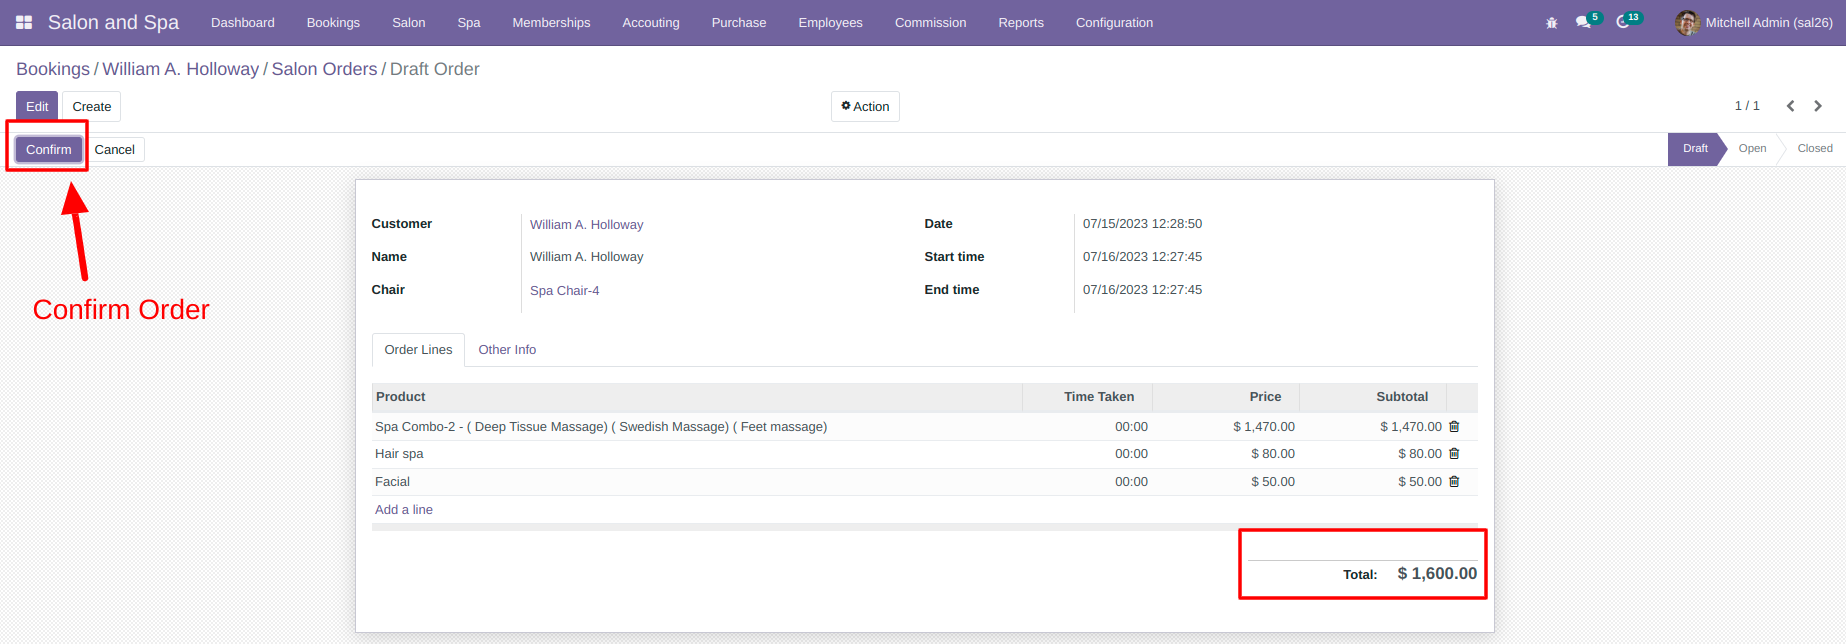 Salon and Spa Dashboard Bookings Salon Spa Memberships Accouting Purchase Employees Commission Reports Configuration 5 13 Mitchell Admin (sal26)
Bookings / William A. Holloway / Salon Orders / Draft Order
Edit Create Action 1 / 1
Confirm Cancel Draft Open Closed
Customer William A. Holloway Date 07/15/2023 12:28:50
Name William A. Holloway Start time 07/16/2023 12:27:45
Chair Spa Chair-4 End time 07/16/2023 12:27:45
Confirm Order
Order Lines Other Info
Product Time Taken Price Subtotal
Spa Combo-2 - ( Deep Tissue Massage) ( Swedish Massage) ( Feet massage) 00:00 $ 1,470.00 $ 1,470.00
Hair spa 00:00 $ 80.00 $ 80.00
Facial 00:00 $ 50.00 $ 50.00
Add a line
Total: $ 1,600.00